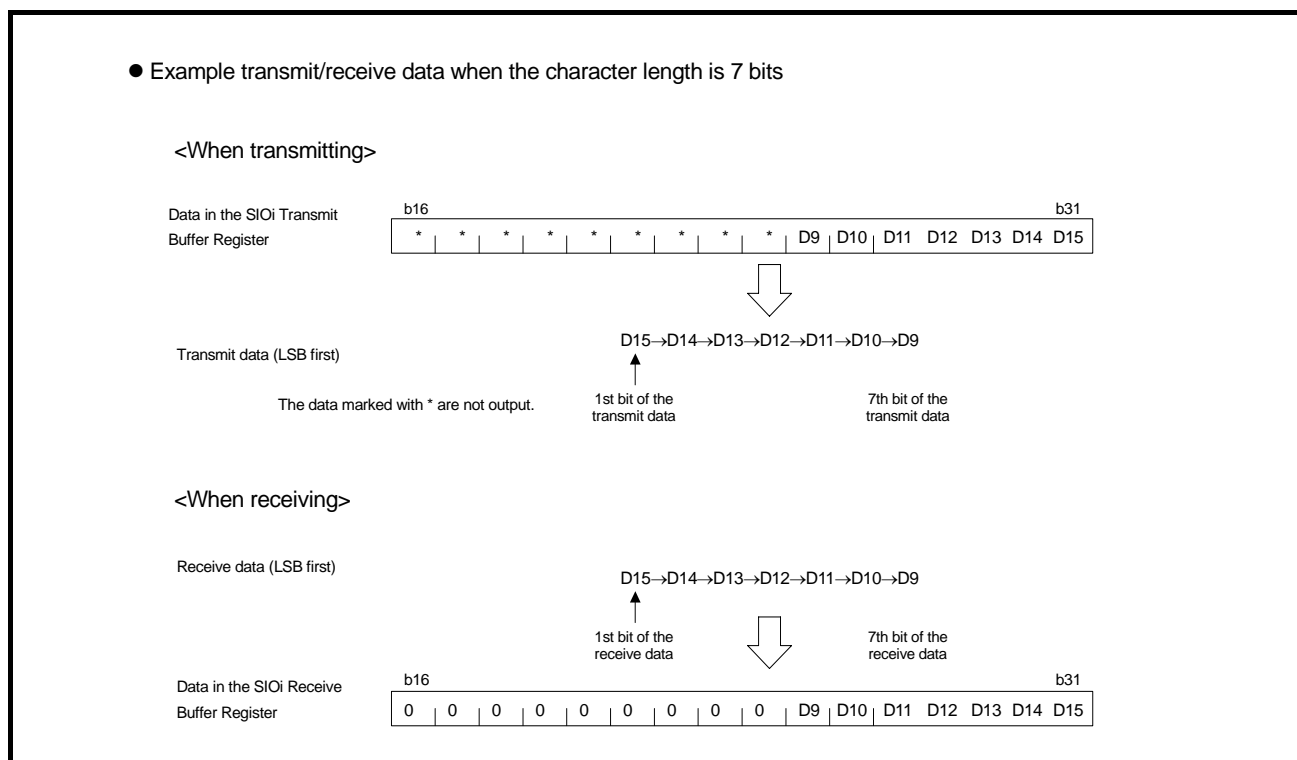 ● Example transmit/receive data when the character length is 7 bits
<When transmitting>
Data in the SIOi Transmit
Buffer Register
b16 b31
* * * * * * * * * D9 D10 D11 D12 D13 D14 D15
Transmit data (LSB first)
D15→D14→D13→D12→D11→D10→D9
The data marked with * are not output.
1st bit of the
transmit data
7th bit of the
transmit data
<When receiving>
Receive data (LSB first)
D15→D14→D13→D12→D11→D10→D9
1st bit of the
receive data
7th bit of the
receive data
Data in the SIOi Receive
Buffer Register
b16 b31
0 0 0 0 0 0 0 0 0 D9 D10 D11 D12 D13 D14 D15